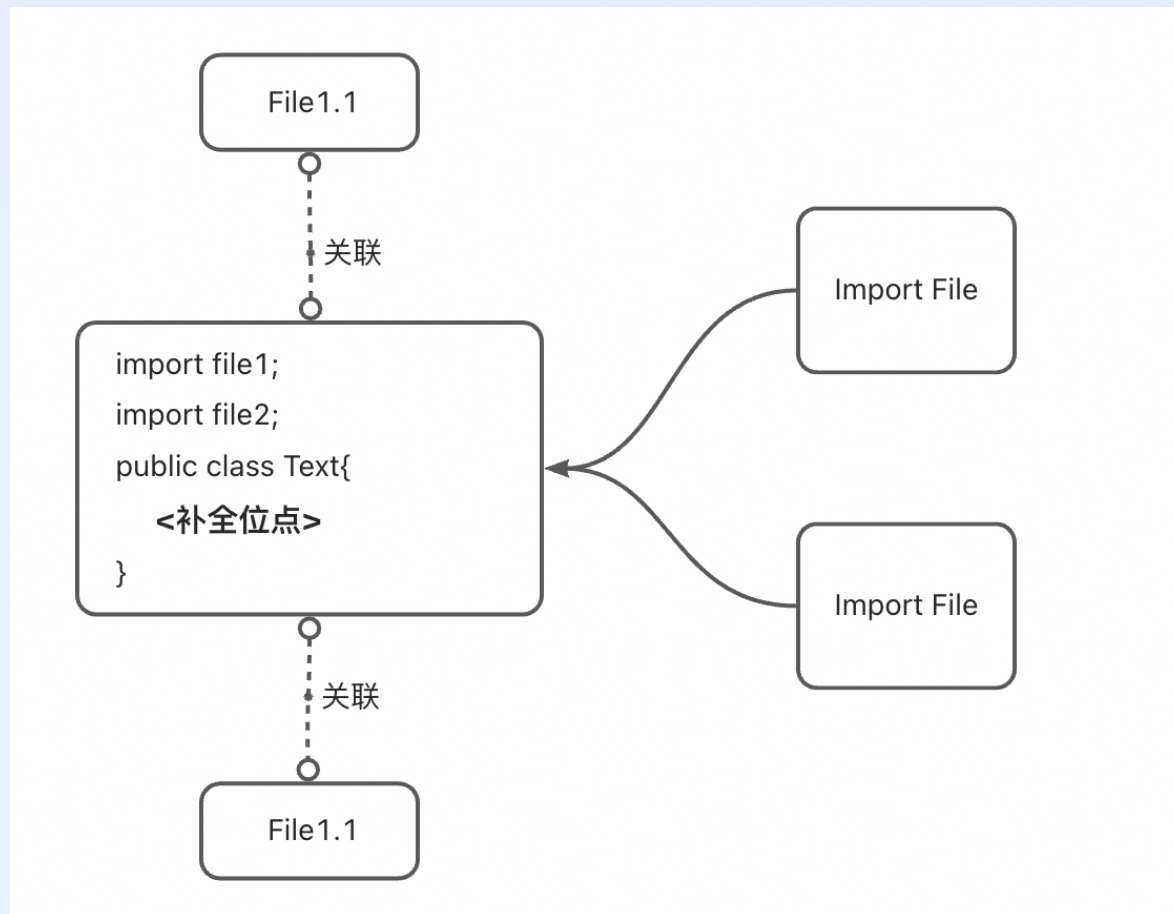 File1.1
关联
Import File
import file1;
import file2;
public class Text{
<补全位点>
}
Import File
关联
File1.1